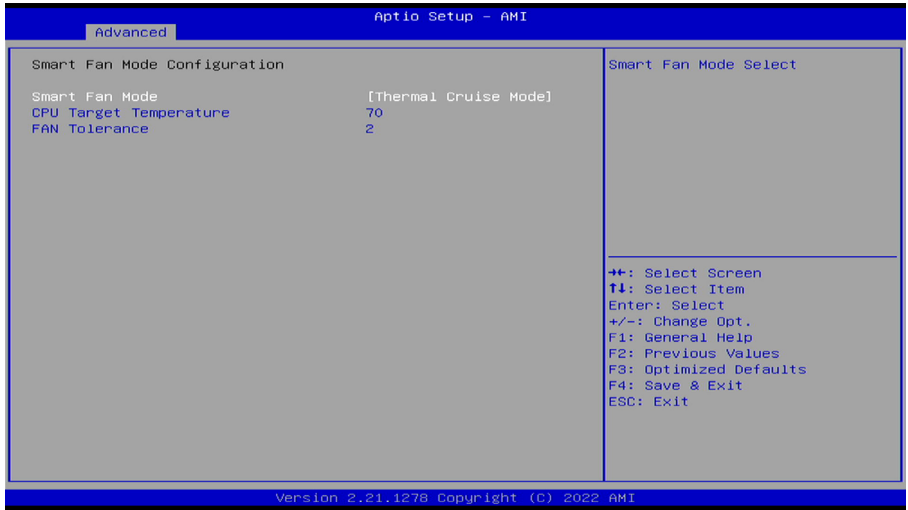 Aptio Setup – AMI
Advanced
Smart Fan Mode Configuration
Smart Fan Mode [Thermal Cruise Mode]
CPU Target Temperature 70
FAN Tolerance 2
Smart Fan Mode Select
→←: Select Screen
↑↓: Select Item
Enter: Select
+/-: Change Opt.
F1: General Help
F2: Previous Values
F3: Optimized Defaults
F4: Save & Exit
ESC: Exit
Version 2.21.1278 Copyright (C) 2022 AMI